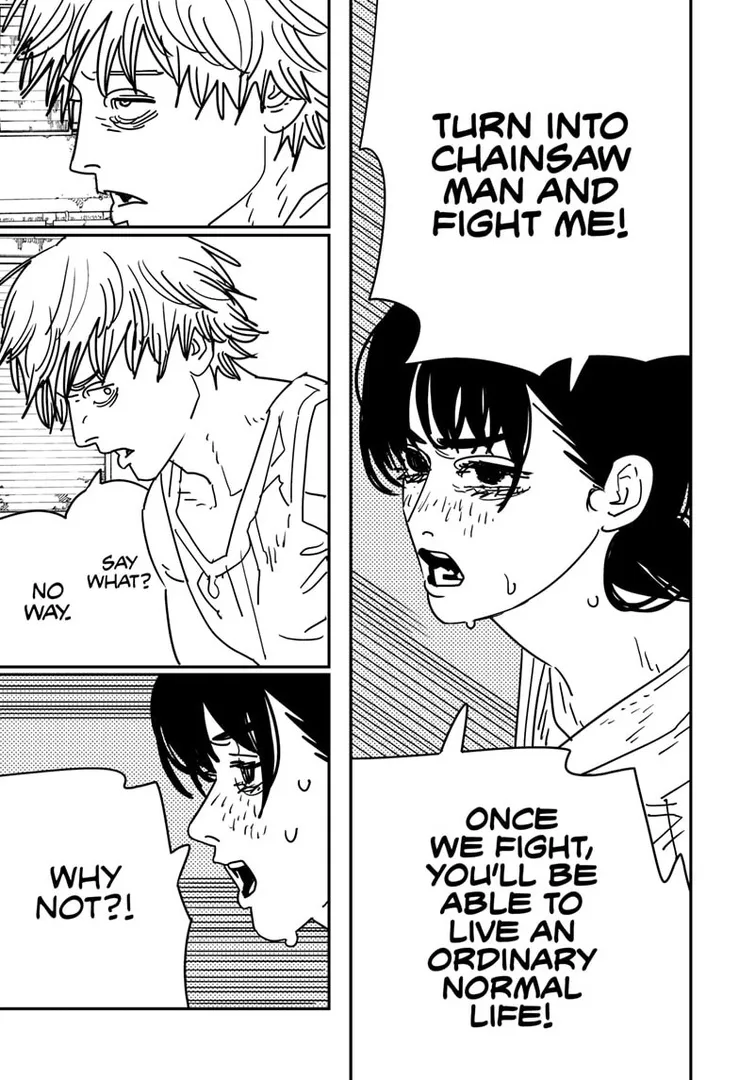 TURN INTO
CHAINSAW
MAN AND
FIGHT ME!
ONCE
WE FIGHT,
YOU'LL BE
ABLE TO
LIVE AN
ORDINARY
NORMAL
LIFE!
SAY
WHAT?
NO
WAY.
WHY
NOT?!